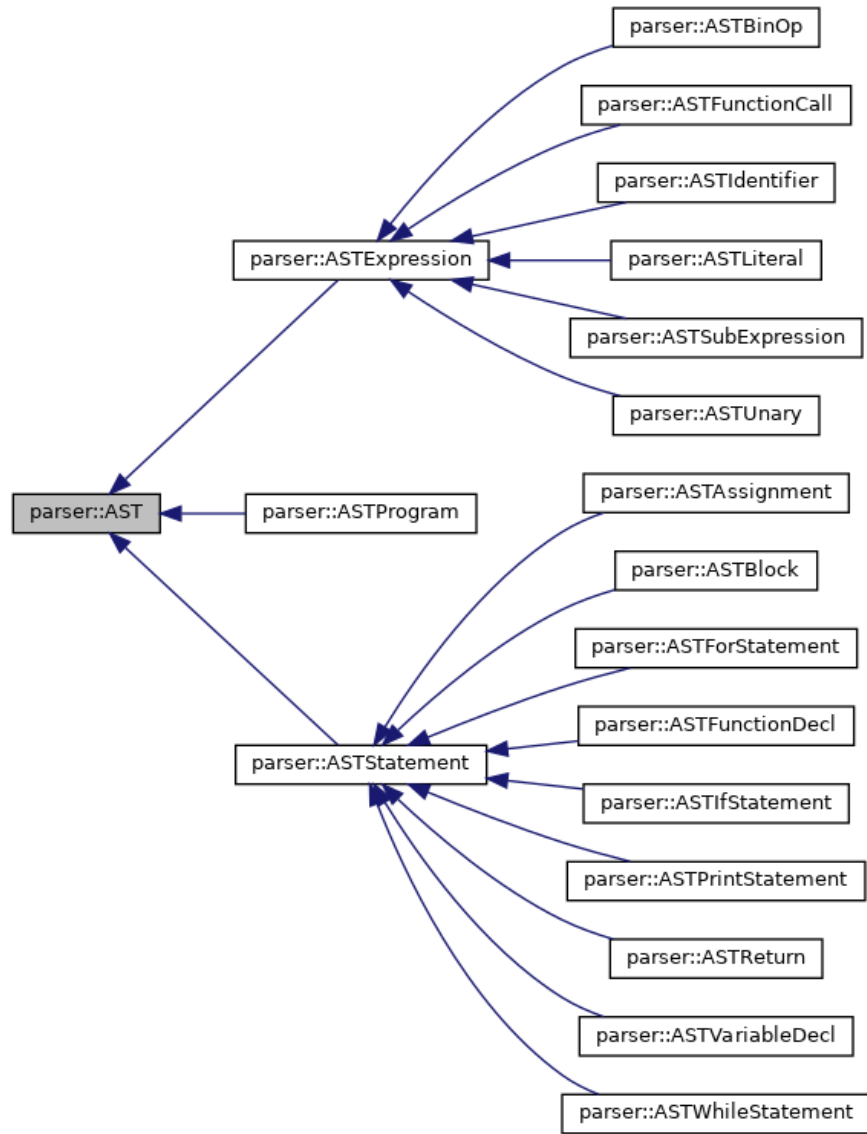 parser::ASTBinOp
parser::ASTFunctionCall
parser::ASTIdentifier
parser::ASTExpression
parser::ASTLiteral
parser::ASTSubExpression
parser::ASTUnary
parser::AST
parser::ASTProgram
parser::ASTAssignment
parser::ASTBlock
parser::ASTForStatement
parser::ASTFunctionDecl
parser::ASTStatement
parser::ASTIfStatement
parser::ASTPrintStatement
parser::ASTReturn
parser::ASTVariableDecl
parser::ASTWhileStatement